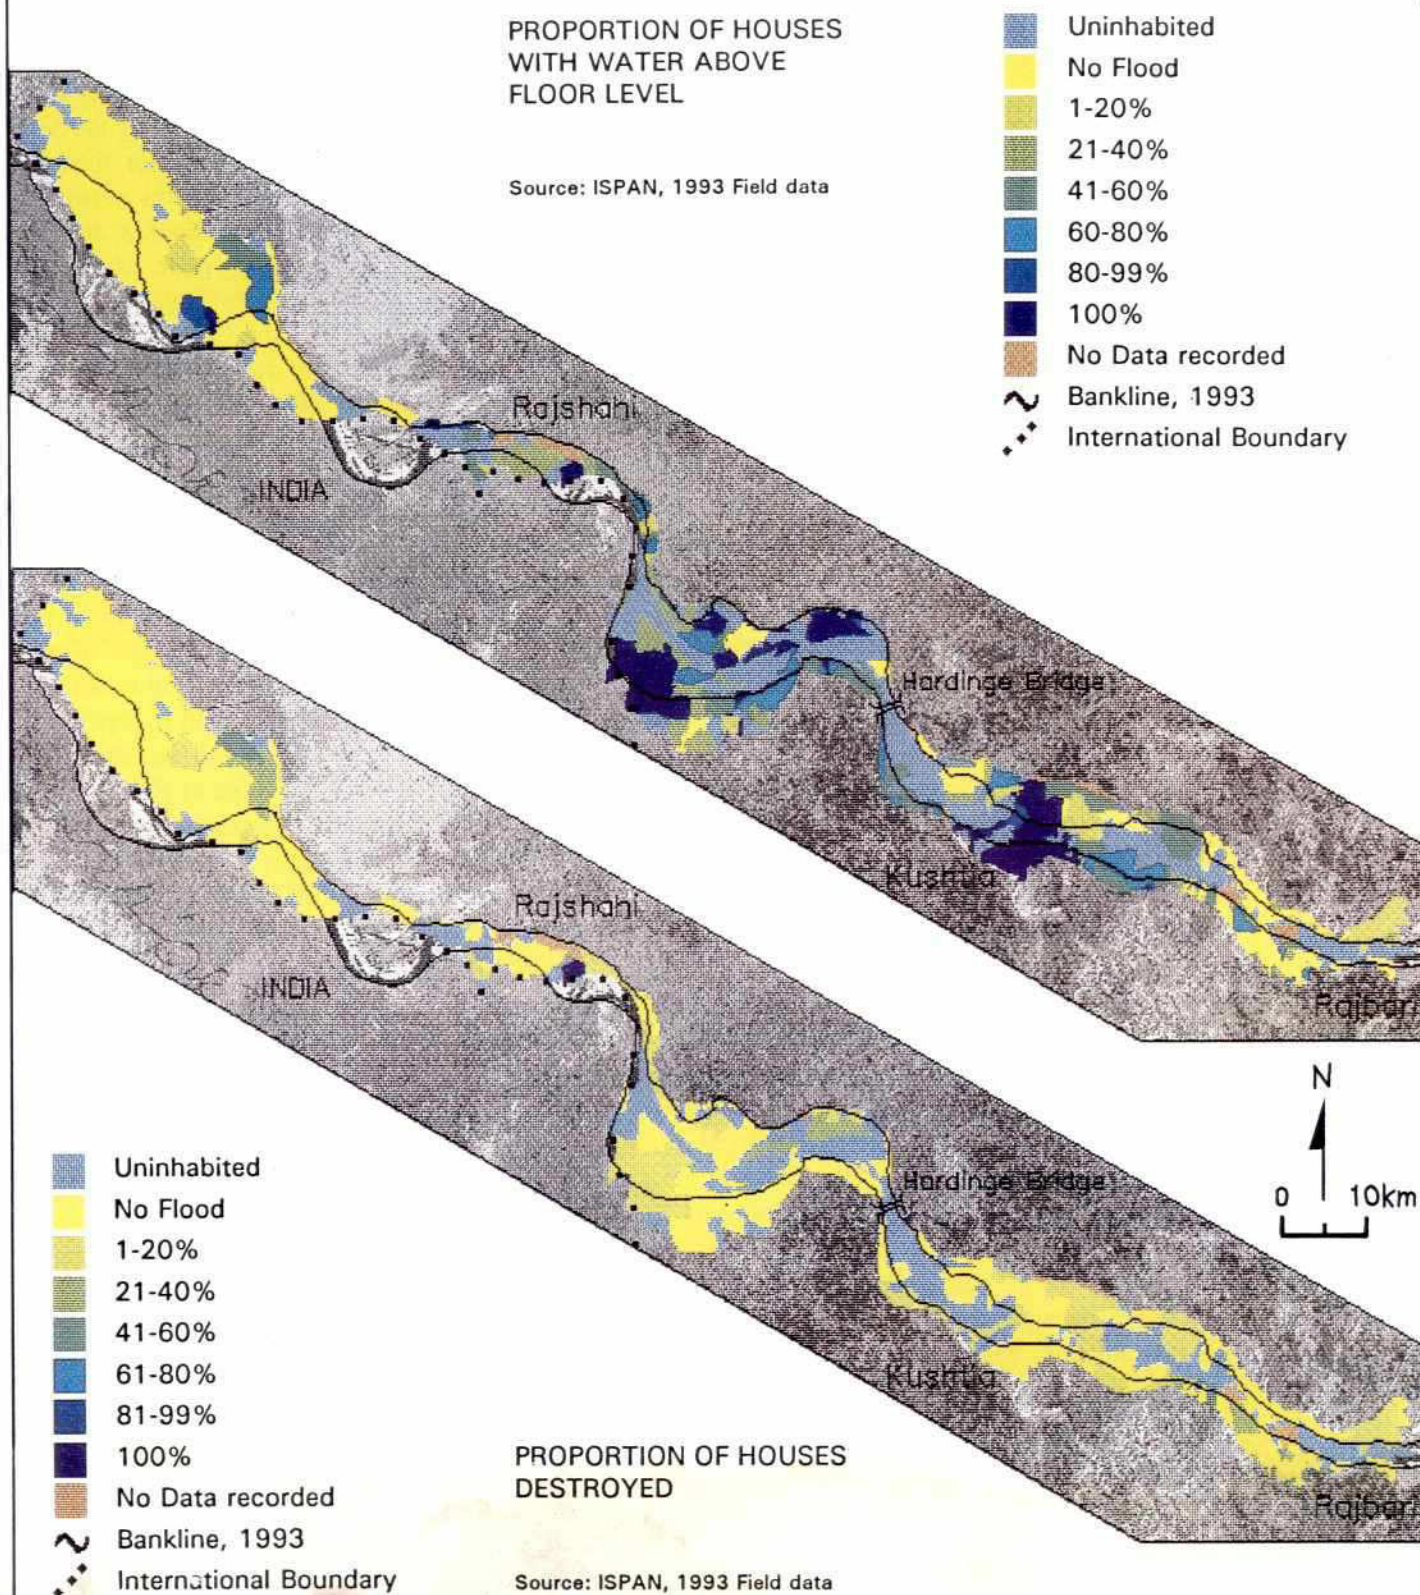 PROPORTION OF HOUSES
WITH WATER ABOVE
FLOOR LEVEL
Source: ISPAN, 1993 Field data
Uninhabited
No Flood
1-20%
21-40%
41-60%
60-80%
80-99%
100%
No Data recorded
Bankline, 1993
International Boundary
Rajshahi
INDIA
Hardinge Bridge
Kushtia
Rajbari
N
0 10km
Rajshahi
INDIA
Hardinge Bridge
Kushtia
Rajbari
Uninhabited
No Flood
1-20%
21-40%
41-60%
61-80%
81-99%
100%
No Data recorded
Bankline, 1993
International Boundary
PROPORTION OF HOUSES
DESTROYED
Source: ISPAN, 1993 Field data